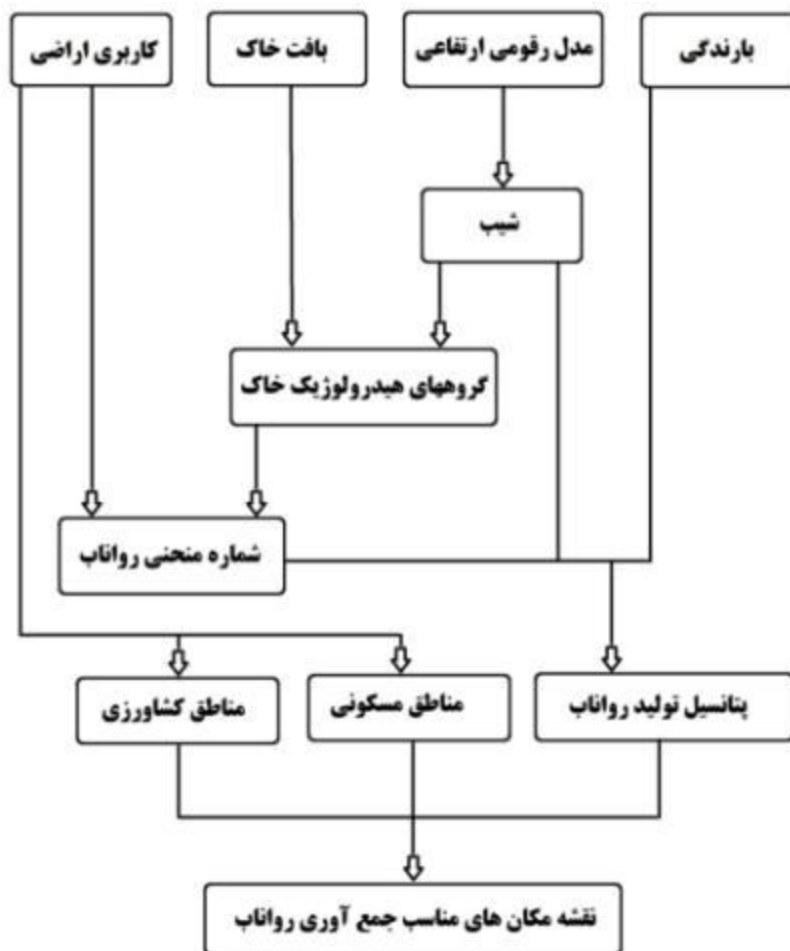 بارندگی
مدل رقومی ارتفاعی
بافت خاک
کاربری اراضی
شیب
گروههای هیدرولوژیک خاک
شماره منحنی رواناب
پتانسیل تولید رواناب
مناطق مسکونی
مناطق کشاورزی
نقشه مکان های مناسب جمع آوری رواناب